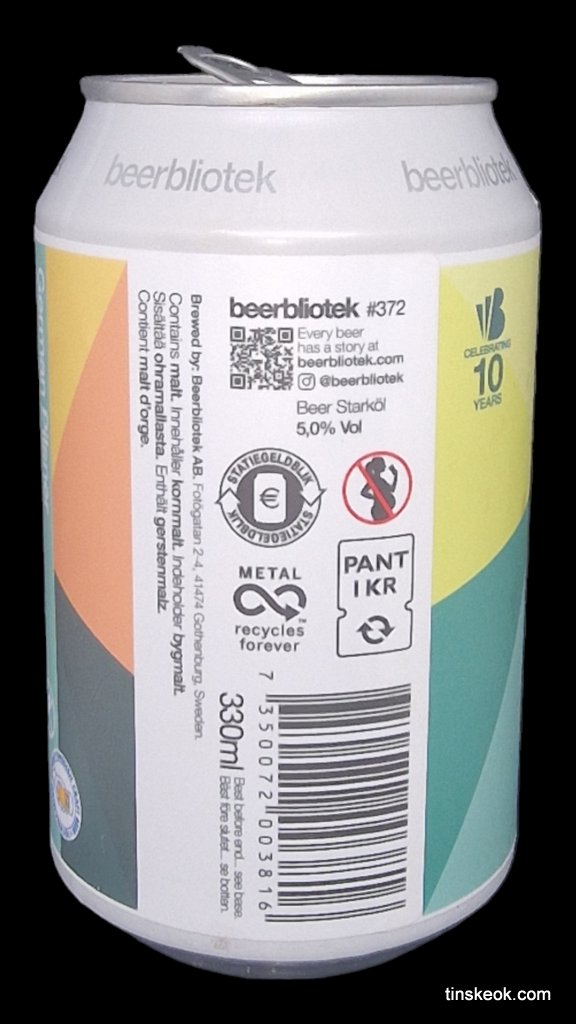 beerbliotek
beerbliotek
German Pilsner
Brewed by: Beerbliotek AB. Fotögatan 2-4, 41474 Gothenburg, Sweden.
Contains malt. Innehåller kornmalt. Indeholder bygmalt.
Sisältää ohramallasta. Enthält gerstenmalz.
Contient malt d'orge.
beerbliotek #372
Every beer
has a story at
beerbliotek.com
@beerbliotek
Beer Starköl
5,0% Vol
STATIEGELDBLIK
€
STATIEGELDBLIK
PANT
1 KR
METAL
TM
recycles
forever
330ml
Best before end... see base.
Bäst före slutet... se botten.
7 350072 003816
CELEBRATING
10
YEARS
tinskeok.com